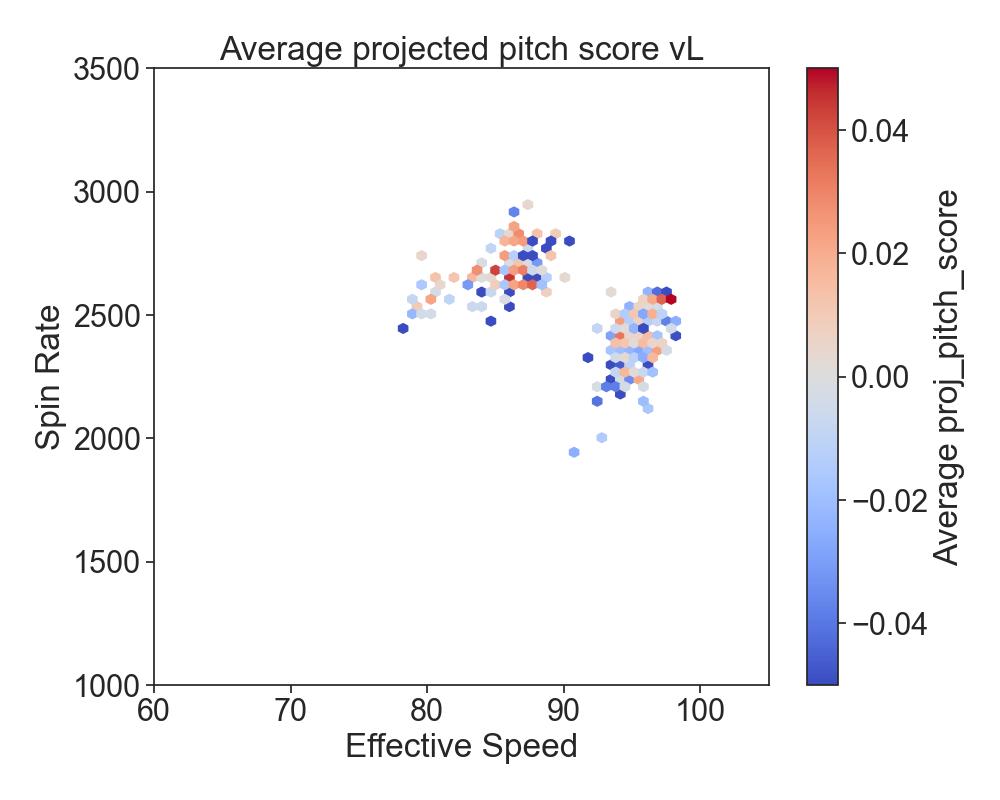 Average projected pitch score vL
3500
3000
2500
2000
1500
1000
Spin Rate
60 70 80 90 100
Effective Speed
0.04
0.02
0.00
−0.02
−0.04
Average proj_pitch_score